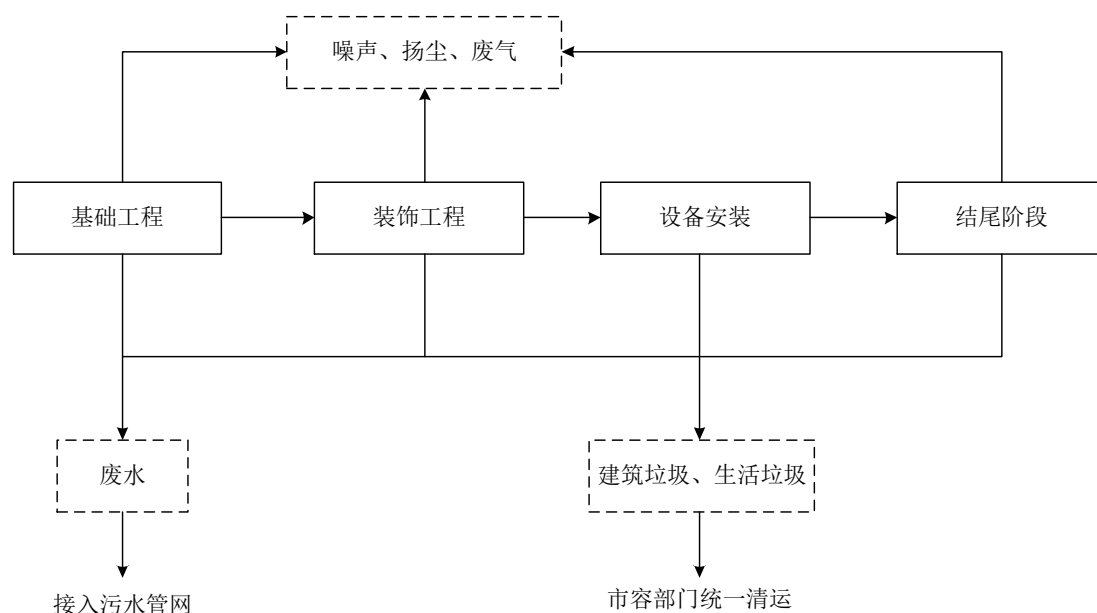 噪声、扬尘、废气
基础工程
装饰工程
设备安装
结尾阶段
废水
建筑垃圾、生活垃圾
接入污水管网
市容部门统一清运